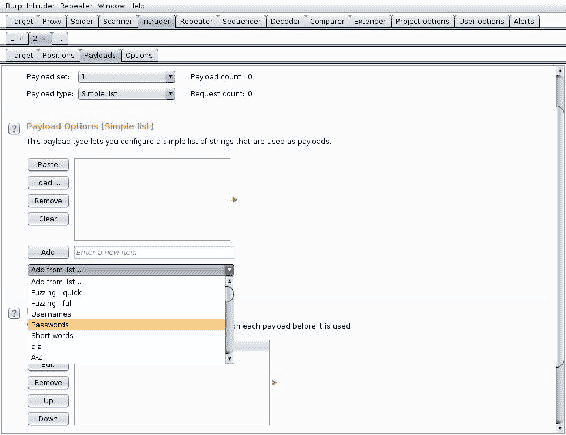 Burp Intruder Repeater Window Help
Target Proxy Spider Scanner Intruder Repeater Sequencer Decoder Comparer Extender Project options User options Alerts
1 × 2 × ...
Target Positions Payloads Options
Payload set: 1 Payload count: 0
Payload type: Simple list Request count: 0
? Payload Options [Simple list]
This payload type lets you configure a simple list of strings that are used as payloads.
Paste
Load ...
Remove
Clear
Add Enter a new item
Add from list ...
Add from list ...
Fuzzing - quick
Fuzzing - full
Usernames
Passwords
Short words
a-z
A-Z
? each payload before it is used.
Edit
Remove
Up
Down